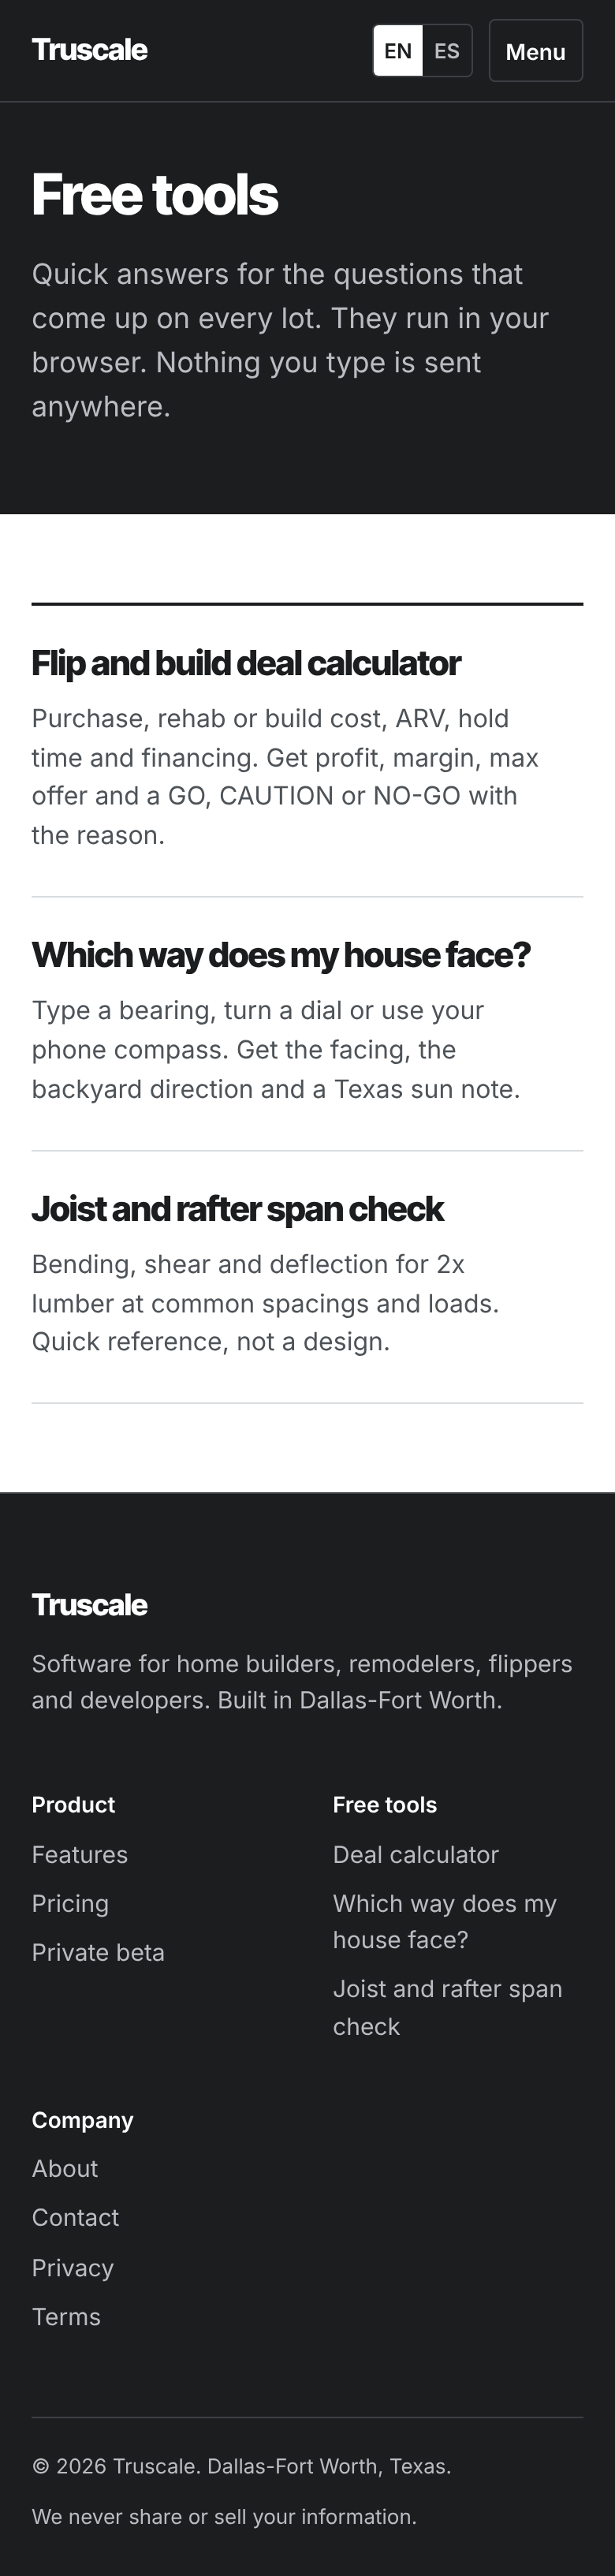 Truscale
EN ES Menu
Free tools
Quick answers for the questions that
come up on every lot. They run in your
browser. Nothing you type is sent
anywhere.
Flip and build deal calculator
Purchase, rehab or build cost, ARV, hold
time and financing. Get profit, margin, max
offer and a GO, CAUTION or NO-GO with
the reason.
Which way does my house face?
Type a bearing, turn a dial or use your
phone compass. Get the facing, the
backyard direction and a Texas sun note.
Joist and rafter span check
Bending, shear and deflection for 2x
lumber at common spacings and loads.
Quick reference, not a design.
Truscale
Software for home builders, remodelers, flippers
and developers. Built in Dallas-Fort Worth.
Product
Features
Pricing
Private beta
Free tools
Deal calculator
Which way does my
house face?
Joist and rafter span
check
Company
About
Contact
Privacy
Terms
© 2026 Truscale. Dallas-Fort Worth, Texas.
We never share or sell your information.